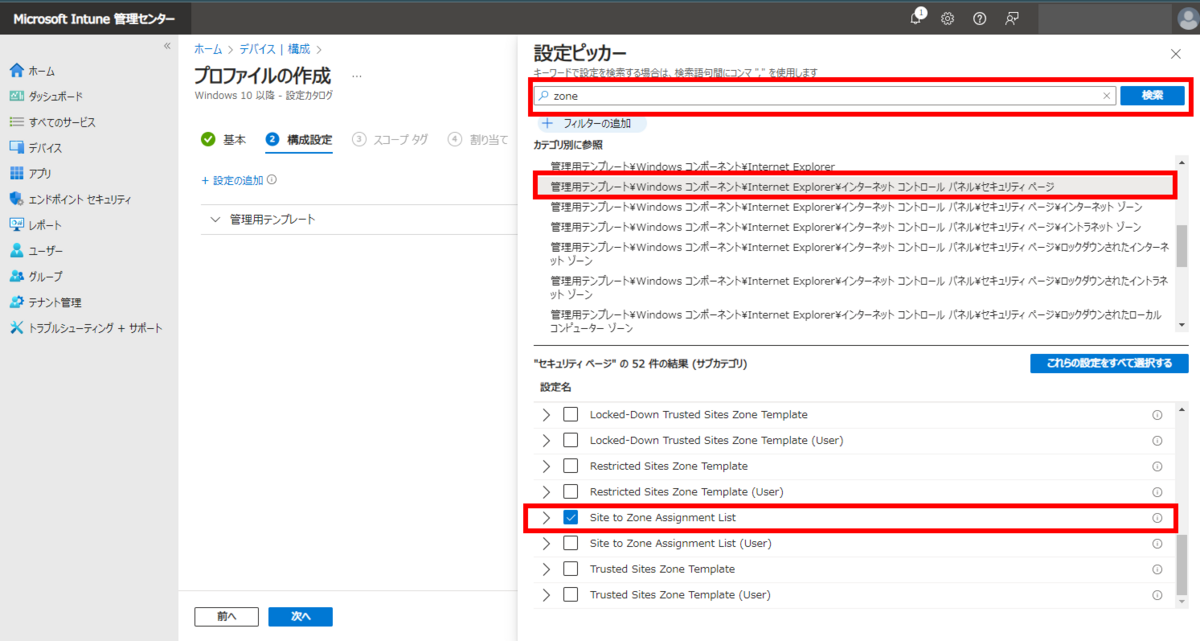 Microsoft Intune 管理センター
1
«
ホーム
ダッシュボード
すべてのサービス
デバイス
アプリ
エンドポイント セキュリティ
レポート
ユーザー
グループ
テナント管理
トラブルシューティング + サポート
ホーム > デバイス | 構成 >
プロファイルの作成 …
Windows 10 以降 - 設定カタログ
基本
2 構成設定
3 スコープ タグ
4 割り当て
+ 設定の追加
管理用テンプレート
前へ
次へ
設定ピッカー
キーワードで設定を検索する場合は、検索語句間にコンマ "," を使用します
zone
検索
+ フィルターの追加
カテゴリ別に参照
管理用テンプレート¥Windows コンポーネント¥Internet Explorer
管理用テンプレート¥Windows コンポーネント¥Internet Explorer¥インターネット コントロール パネル¥セキュリティ ページ
管理用テンプレート¥Windows コンポーネント¥Internet Explorer¥インターネット コントロール パネル¥セキュリティ ページ¥インターネット ゾーン
管理用テンプレート¥Windows コンポーネント¥Internet Explorer¥インターネット コントロール パネル¥セキュリティ ページ¥イントラネット ゾーン
管理用テンプレート¥Windows コンポーネント¥Internet Explorer¥インターネット コントロール パネル¥セキュリティ ページ¥ロックダウンされたインターネ
ット ゾーン
管理用テンプレート¥Windows コンポーネント¥Internet Explorer¥インターネット コントロール パネル¥セキュリティ ページ¥ロックダウンされたイントラネ
ット ゾーン
管理用テンプレート¥Windows コンポーネント¥Internet Explorer¥インターネット コントロール パネル¥セキュリティ ページ¥ロックダウンされたローカル
コンピューター ゾーン
"セキュリティ ページ" の 52 件の結果 (サブカテゴリ)
これらの設定をすべて選択する
設定名
Locked-Down Trusted Sites Zone Template
Locked-Down Trusted Sites Zone Template (User)
Restricted Sites Zone Template
Restricted Sites Zone Template (User)
Site to Zone Assignment List
Site to Zone Assignment List (User)
Trusted Sites Zone Template
Trusted Sites Zone Template (User)